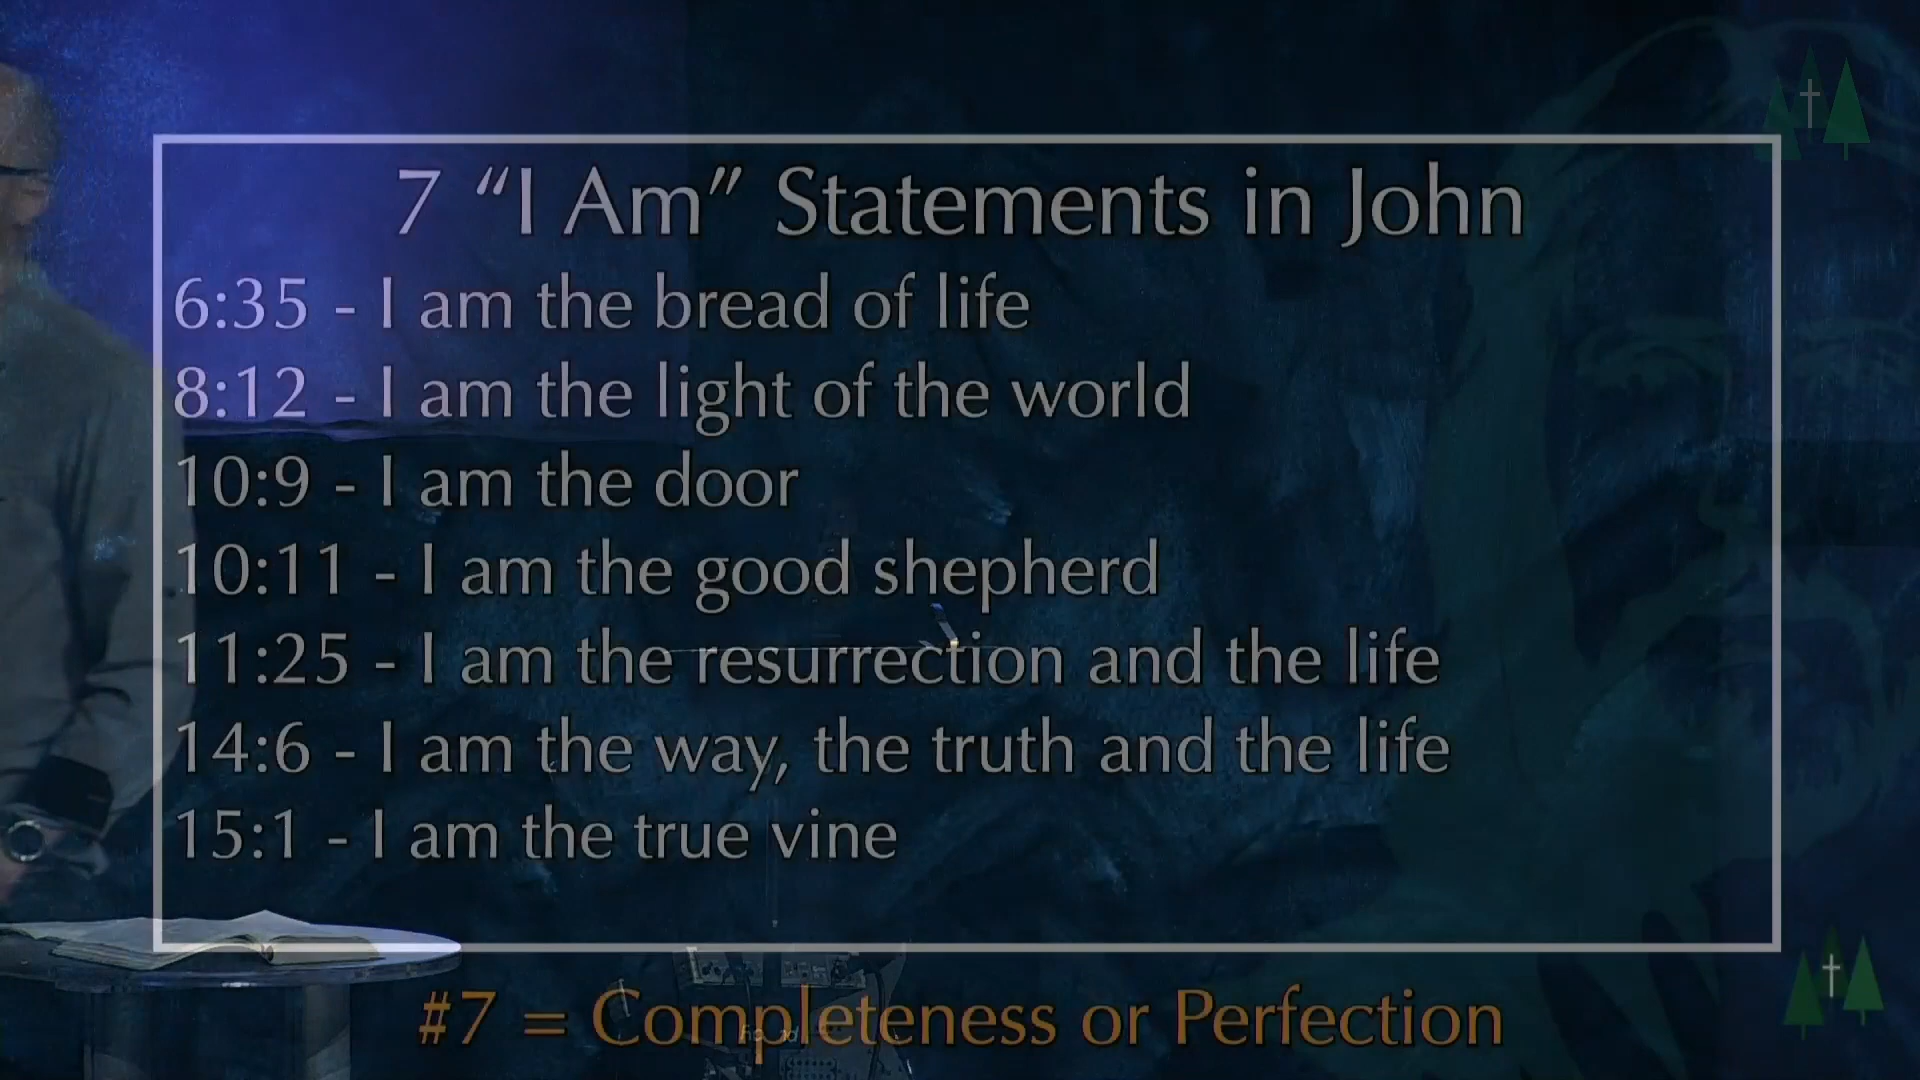 7 “I Am” Statements in John
6:35 - I am the bread of life
8:12 - I am the light of the world
10:9 - I am the door
10:11 - I am the good shepherd
11:25 - I am the resurrection and the life
14:6 - I am the way, the truth and the life
15:1 - I am the true vine
#7 = Completeness or Perfection